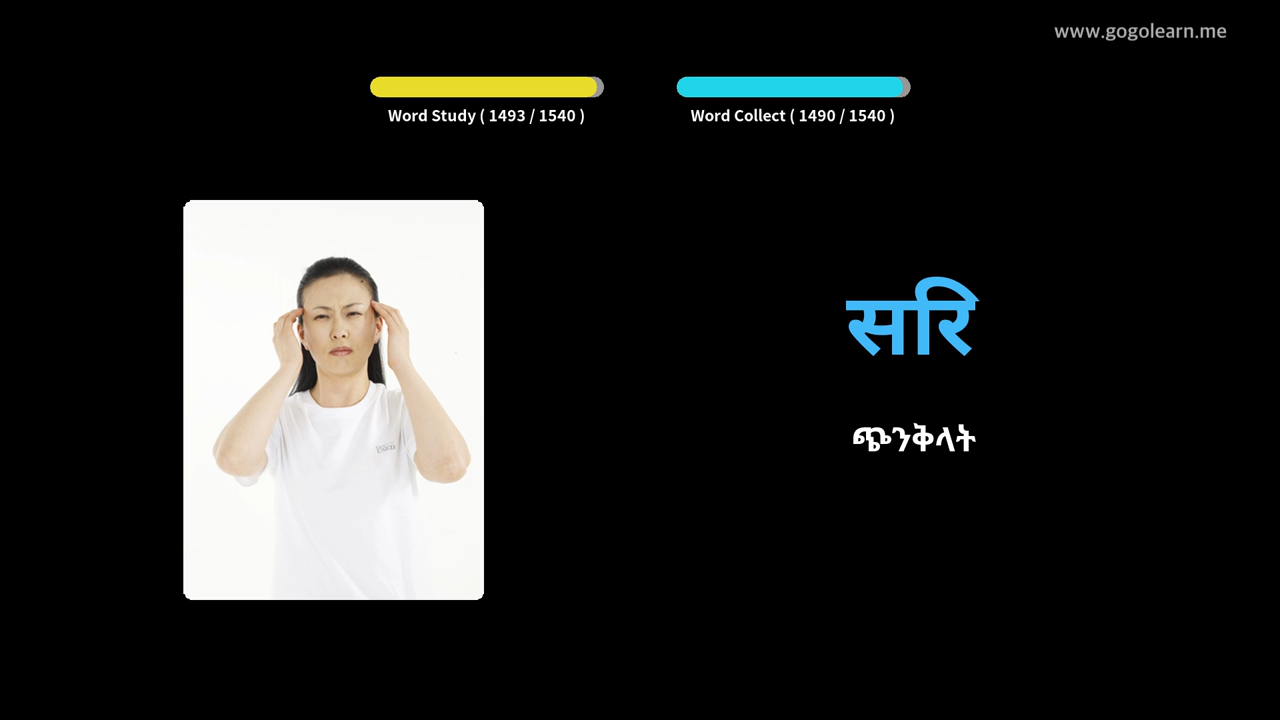 www.gogolearn.me
Word Study ( 1493 / 1540 )
Word Collect ( 1490 / 1540 )
सरि
ጭንቅላት